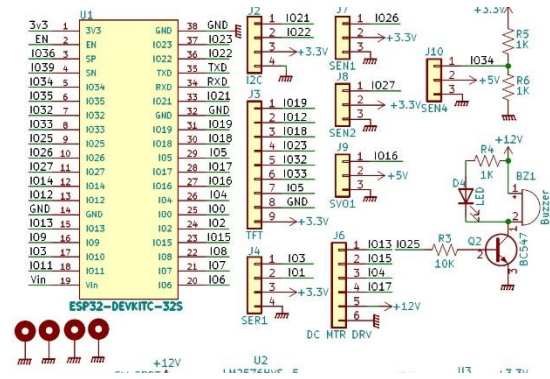 U1
3v3 1 3V3 GND 38 GND
EN 2 EN IO23 37 IO23
IO36 3 SP IO22 36 IO22
IO39 4 SN TXD 35 TXD
IO34 5 IO34 RXD 34 RXD
IO35 6 IO35 IO21 33 IO21
IO32 7 IO32 GND 32 GND
IO33 8 IO33 IO19 31 IO19
IO25 9 IO25 IO18 30 IO18
IO26 10 IO26 IO5 29 IO5
IO27 11 IO27 IO17 28 IO17
IO14 12 IO14 IO16 27 IO16
IO12 13 IO12 IO4 26 IO4
GND 14 GND IO0 25 IO0
IO13 15 IO13 IO2 24 IO2
IO9 16 IO9 IO15 23 IO15
IO3 17 IO10 IO8 22 IO8
IO11 18 IO11 IO7 21 IO7
Vin 19 Vin IO6 20 IO6
ESP32-DEVKITC-32S
J2
1 IO21
2 IO22
3 +3.3V
4
I2C
J3
1 IO19
2 IO12
3 IO18
4 IO23
5 IO32
6 IO33
7 IO5
8 GND
9 +3.3V
TFT
J4
1 IO3
2 IO1
3 +3.3V
4
SER1
J7
1 IO26
2 +3.3V
3
SEN1
J8
1 IO27
2 +3.3V
3
SEN2
J9
1 IO16
2 +5V
3
SVO1
J6
1 IO13
2 IO15
3 IO4
4 IO17
5 +12V
6
DC MTR DRV
J10
1 IO34
2 +5V
3
SEN4
+3.3V
R5
1K
R6
1K
+12V
R4
1K
D4
LED
BZ1
1
2
Buzzer
IO25
R3
10K
Q2
1
2
3
BC547
+12V
U2
LM2576HVS-5
U3
+3.3V